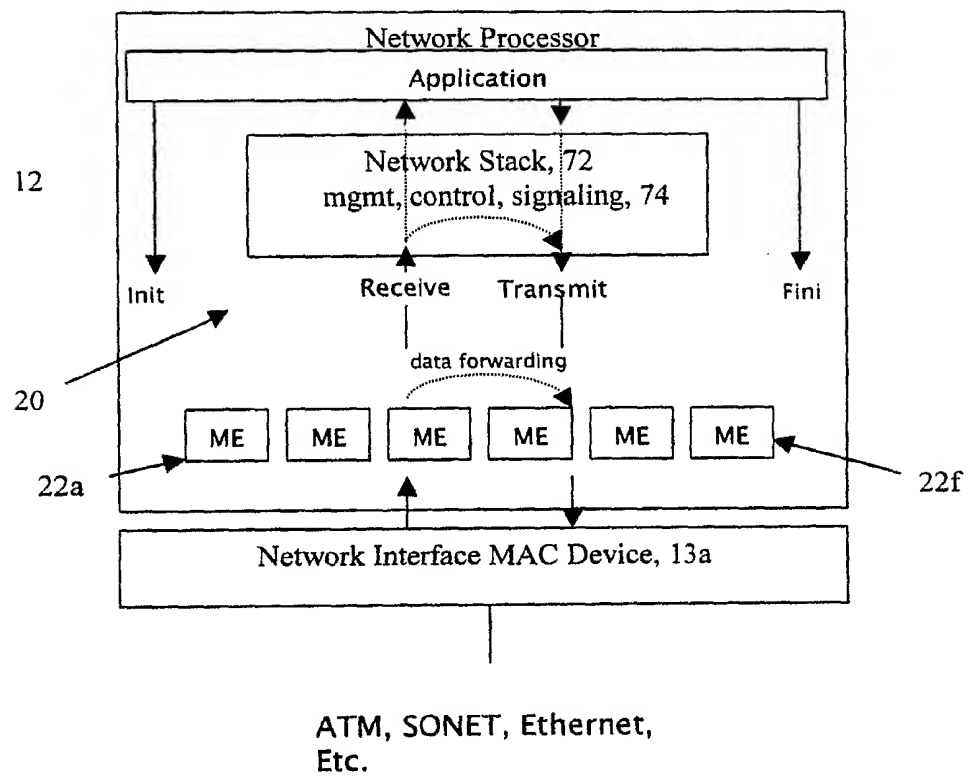 Network Processor
Application
Network Stack, 72
mgmt, control, signaling, 74
12
Init
Receive
Transmit
Fini
data forwarding
20
ME ME ME ME ME ME
22a
22f
Network Interface MAC Device, 13a
ATM, SONET, Ethernet,
Etc.